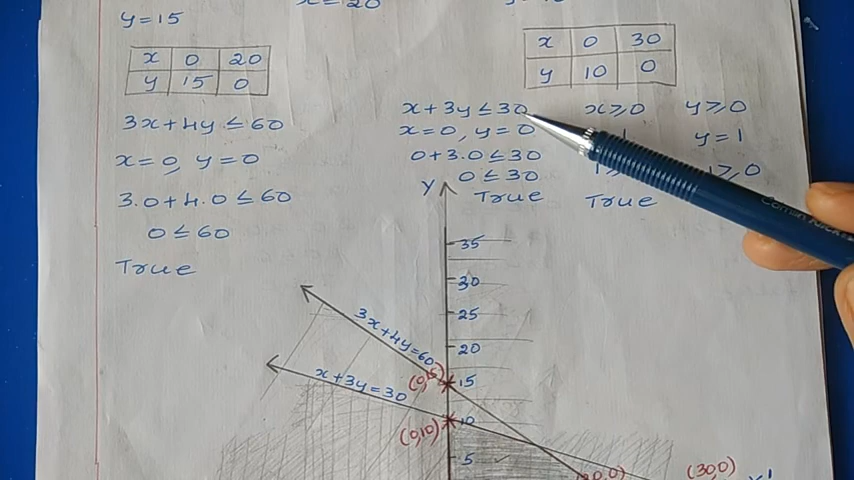 y=15
x=20
x 0 20
y 15 0
3x+4y≤60
x=0, y=0
3.0+4.0≤60
0≤60
True
x 0 30
y 10 0
x+3y≤30
x=0, y=0
0+3.0≤30
0≤30
True
x≥0
True
y≥0
y=1
Y
35
30
25
20
15
10
5
3x+4y=60
x+3y=30
(0,15)
(0,10)
(30,0)